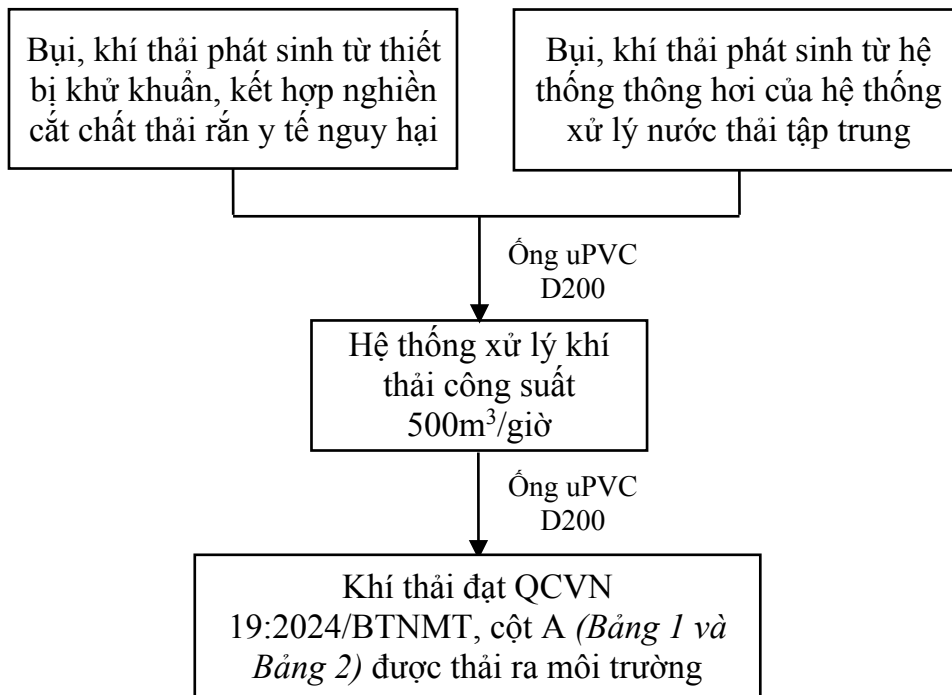 Bụi, khí thải phát sinh từ thiết
bị khử khuẩn, kết hợp nghiền
cắt chất thải rắn y tế nguy hại
Bụi, khí thải phát sinh từ hệ
thống thông hơi của hệ thống
xử lý nước thải tập trung
Ống uPVC
D200
Hệ thống xử lý khí
thải công suất
500m³/giờ
Ống uPVC
D200
Khí thải đạt QCVN
19:2024/BTNMT, cột A (Bảng 1 và
Bảng 2) được thải ra môi trường